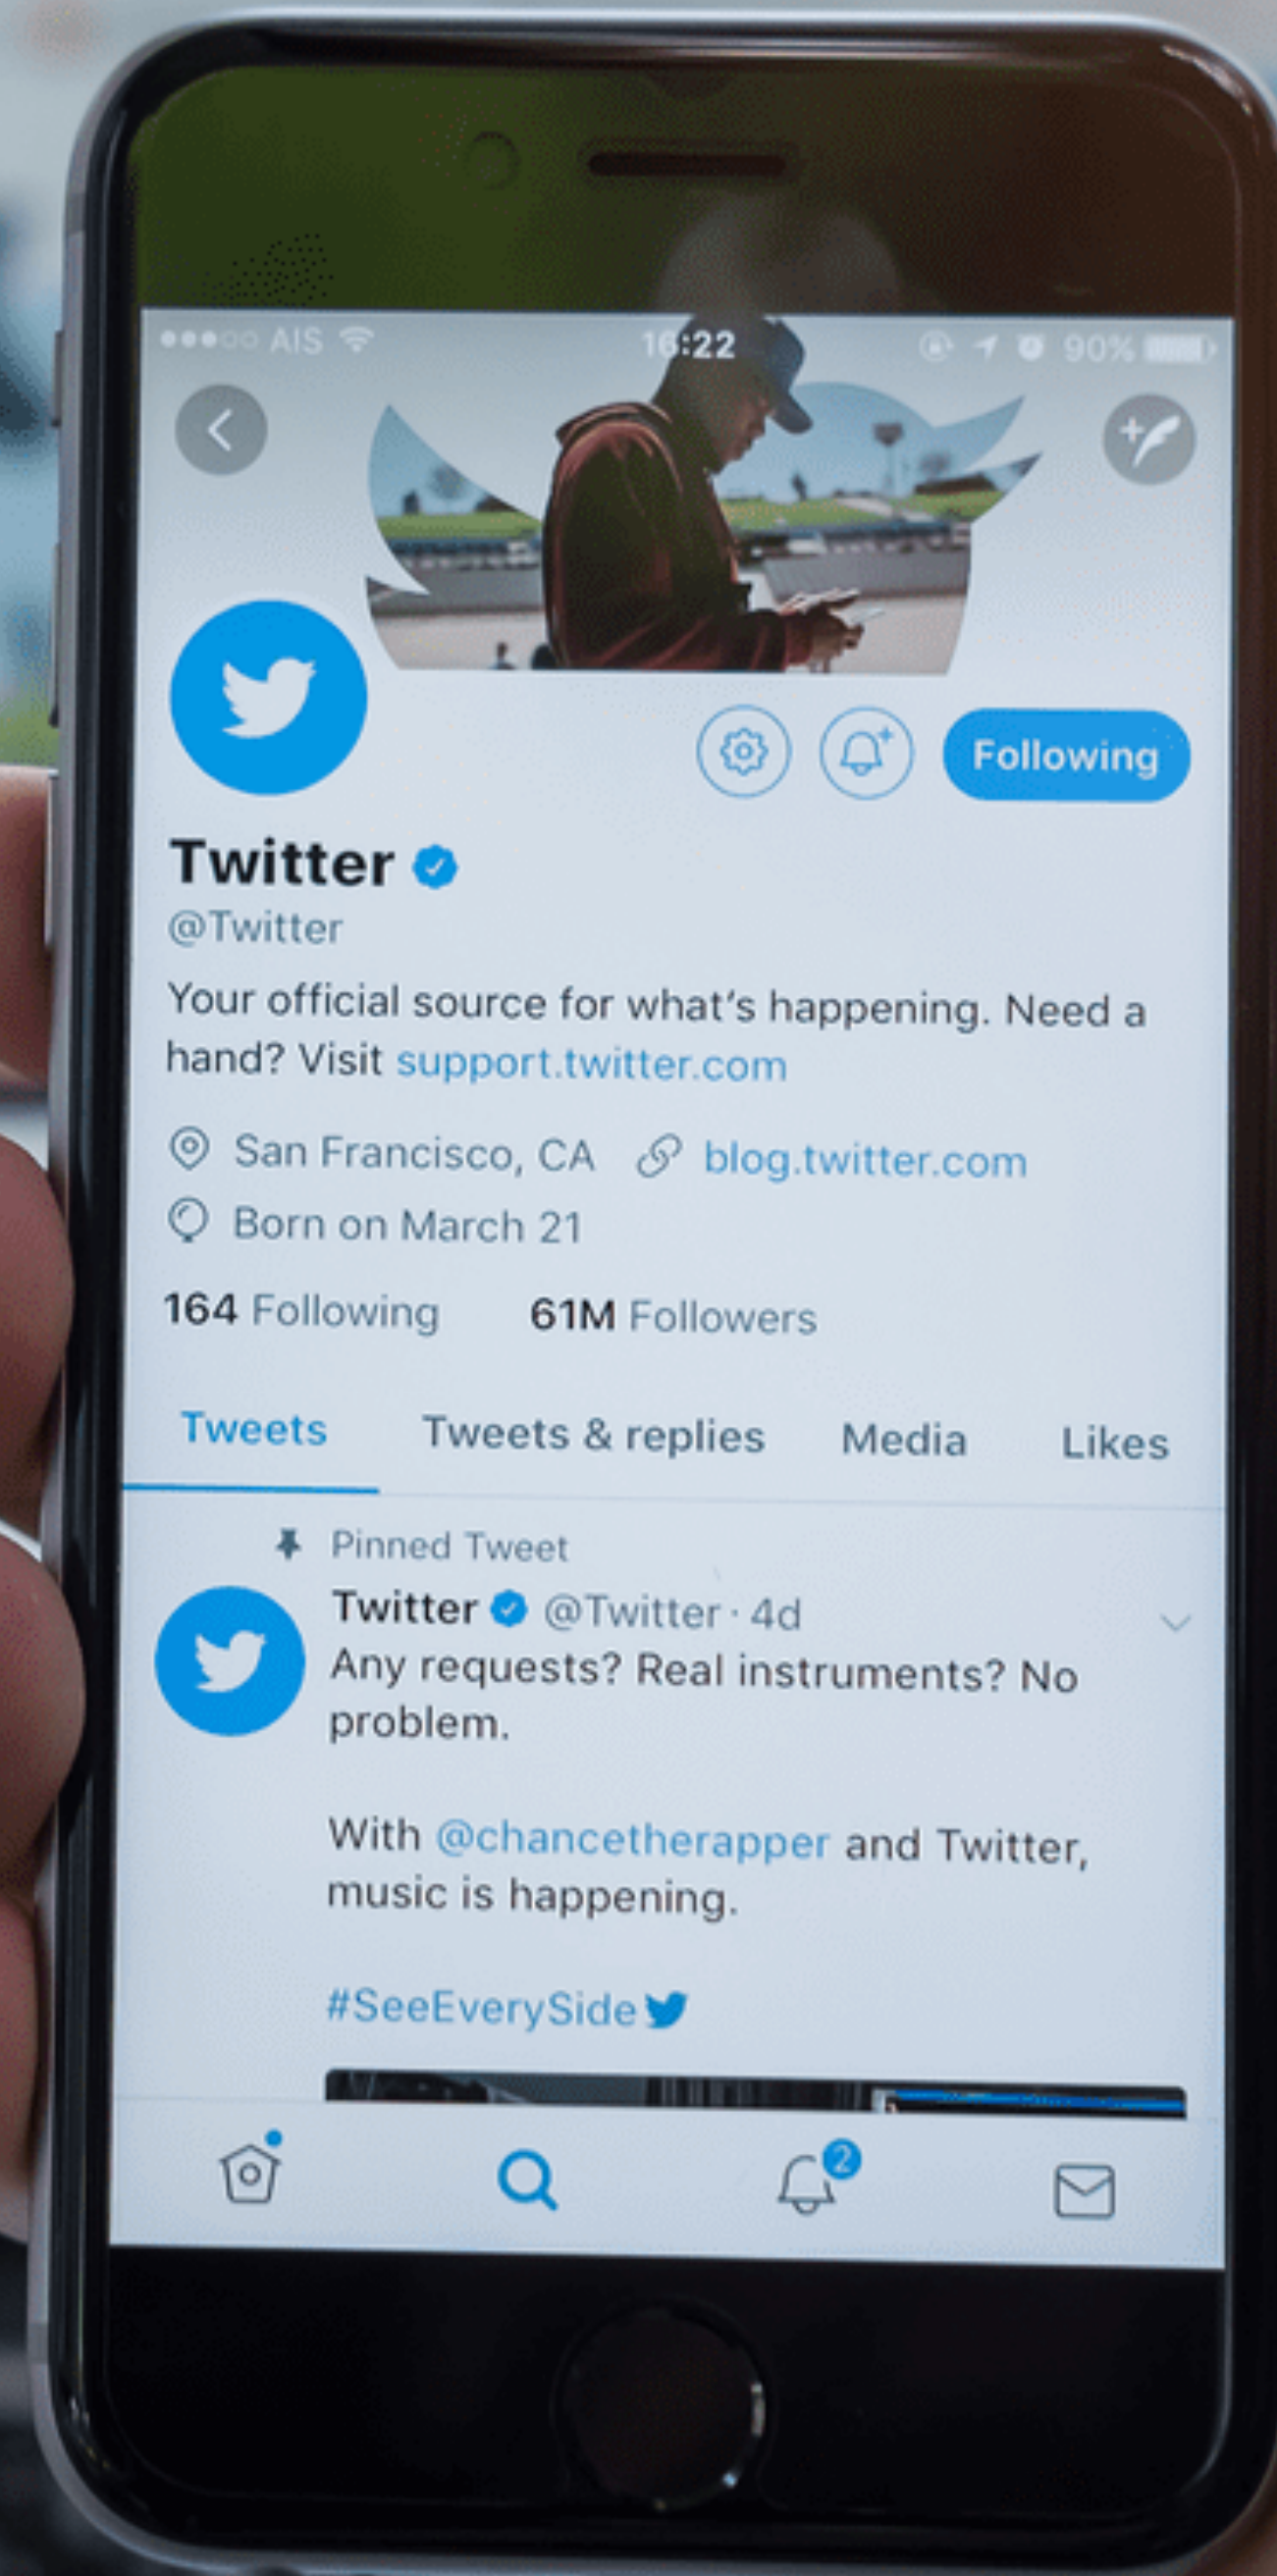 AIS 16:22 90%
Following
Twitter
@Twitter
Your official source for what's happening. Need a
hand? Visit support.twitter.com
San Francisco, CA blog.twitter.com
Born on March 21
164 Following 61M Followers
Tweets Tweets & replies Media Likes
Pinned Tweet
Twitter @Twitter · 4d
Any requests? Real instruments? No
problem.
With @chancetherapper and Twitter,
music is happening.
#SeeEverySide
2